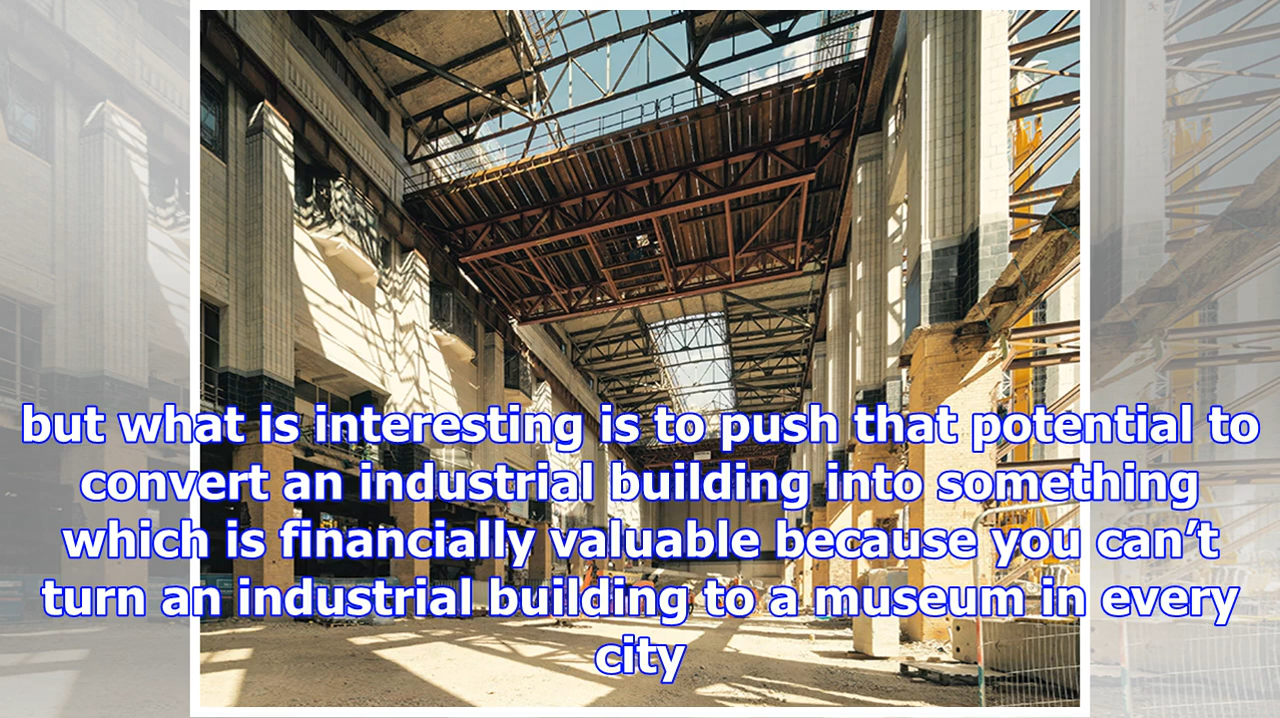 but what is interesting is to push that potential to
convert an industrial building into something
which is financially valuable because you can’t
turn an industrial building to a museum in every
city